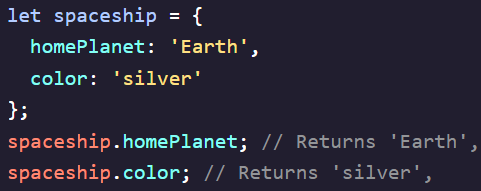 let spaceship = {
  homePlanet: 'Earth',
  color: 'silver'
};
spaceship.homePlanet; // Returns 'Earth',
spaceship.color; // Returns 'silver',